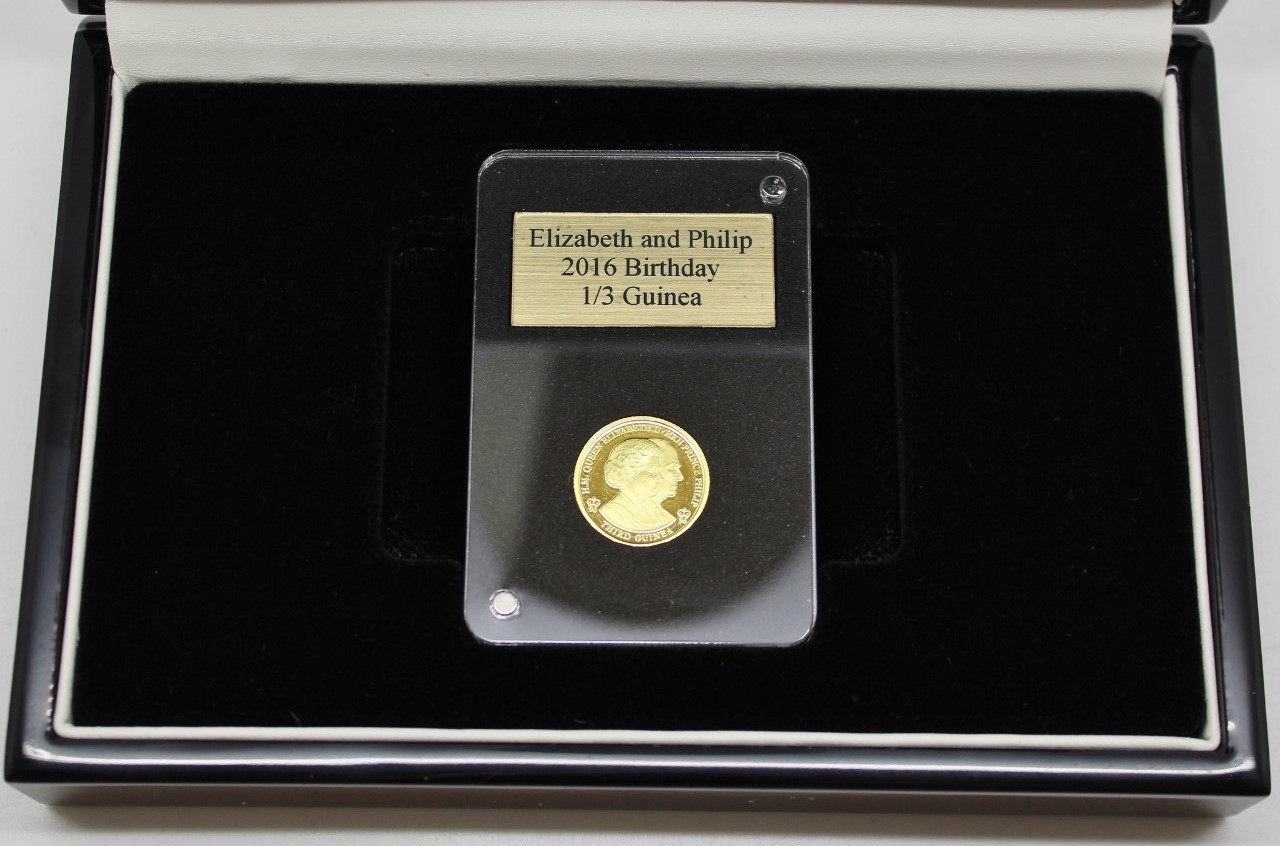 Elizabeth and Philip
2016 Birthday
1/3 Guinea
H.M. QUEEN ELIZABETH II · H.R.H PRINCE PHILIP
THIRD GUINEA